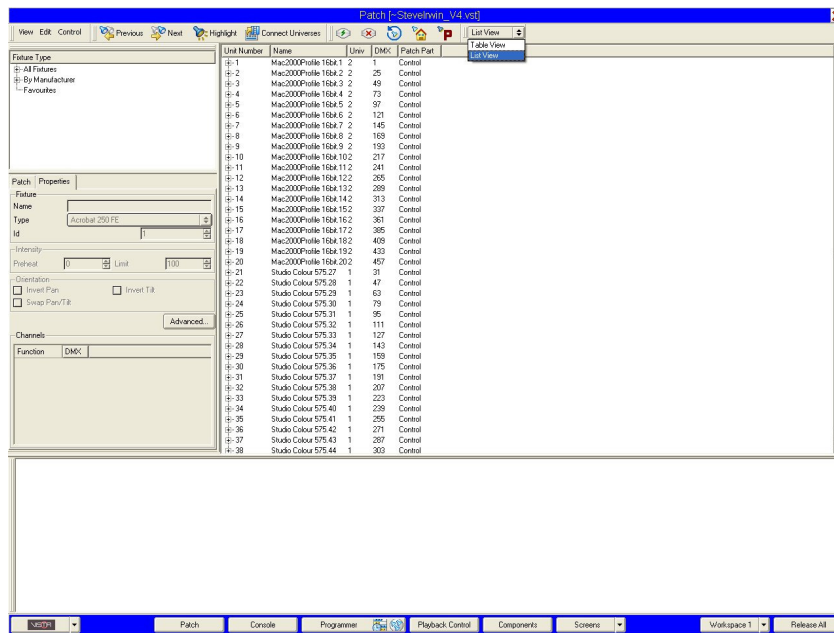 Patch [~SteveIrwin_V4.vst]
View Edit Control Previous Next Highlight Connect Universes List View
Table View
List View
Fixture Type
All Fixtures
By Manufacturer
Favourites
Patch Properties
Fixture
Name
Type Acrobat 250 FE
Id 1
Intensity
Preheat 0 Limit 100
Orientation
Invert Pan Invert Tilt
Swap Pan/Tilt
Advanced...
Channels
Function DMX
Unit Number Name Univ DMX Patch Part
1 Mac2000Profile 16bit.1 2 1 Control
2 Mac2000Profile 16bit.2 2 25 Control
3 Mac2000Profile 16bit.3 2 49 Control
4 Mac2000Profile 16bit.4 2 73 Control
5 Mac2000Profile 16bit.5 2 97 Control
6 Mac2000Profile 16bit.6 2 121 Control
7 Mac2000Profile 16bit.7 2 145 Control
8 Mac2000Profile 16bit.8 2 169 Control
9 Mac2000Profile 16bit.9 2 193 Control
10 Mac2000Profile 16bit.10 2 217 Control
11 Mac2000Profile 16bit.11 2 241 Control
12 Mac2000Profile 16bit.12 2 265 Control
13 Mac2000Profile 16bit.13 2 289 Control
14 Mac2000Profile 16bit.14 2 313 Control
15 Mac2000Profile 16bit.15 2 337 Control
16 Mac2000Profile 16bit.16 2 361 Control
17 Mac2000Profile 16bit.17 2 385 Control
18 Mac2000Profile 16bit.18 2 409 Control
19 Mac2000Profile 16bit.19 2 433 Control
20 Mac2000Profile 16bit.20 2 457 Control
21 Studio Colour 575.27 1 31 Control
22 Studio Colour 575.28 1 47 Control
23 Studio Colour 575.29 1 63 Control
24 Studio Colour 575.30 1 79 Control
25 Studio Colour 575.31 1 95 Control
26 Studio Colour 575.32 1 111 Control
27 Studio Colour 575.33 1 127 Control
28 Studio Colour 575.34 1 143 Control
29 Studio Colour 575.35 1 159 Control
30 Studio Colour 575.36 1 175 Control
31 Studio Colour 575.37 1 191 Control
32 Studio Colour 575.38 1 207 Control
33 Studio Colour 575.39 1 223 Control
34 Studio Colour 575.40 1 239 Control
35 Studio Colour 575.41 1 255 Control
36 Studio Colour 575.42 1 271 Control
37 Studio Colour 575.43 1 287 Control
38 Studio Colour 575.44 1 303 Control
VISTA Patch Console Programmer Playback Control Components Screens Workspace 1 Release All